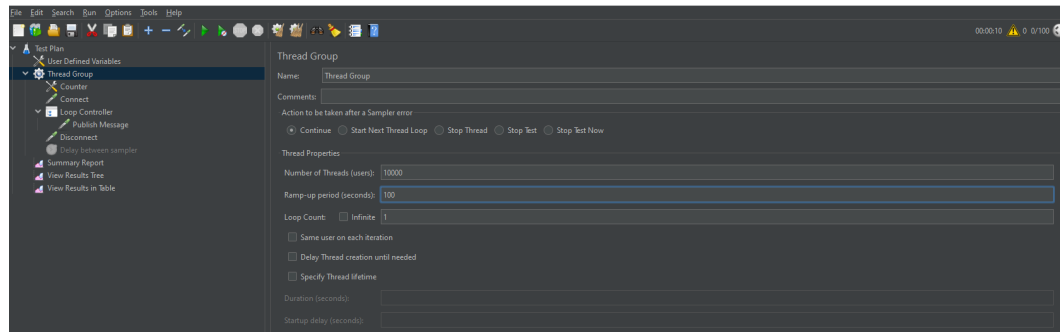 File Edit Search Run Options Tools Help
00:00:10 0 0/100
Test Plan
User Defined Variables
Thread Group
Counter
Connect
Loop Controller
Publish Message
Disconnect
Delay between sampler
Summary Report
View Results Tree
View Results in Table
Thread Group
Name: Thread Group
Comments:
Action to be taken after a Sampler error
Continue Start Next Thread Loop Stop Thread Stop Test Stop Test Now
Thread Properties
Number of Threads (users): 10000
Ramp-up period (seconds): 100
Loop Count: Infinite 1
Same user on each iteration
Delay Thread creation until needed
Specify Thread lifetime
Duration (seconds):
Startup delay (seconds):